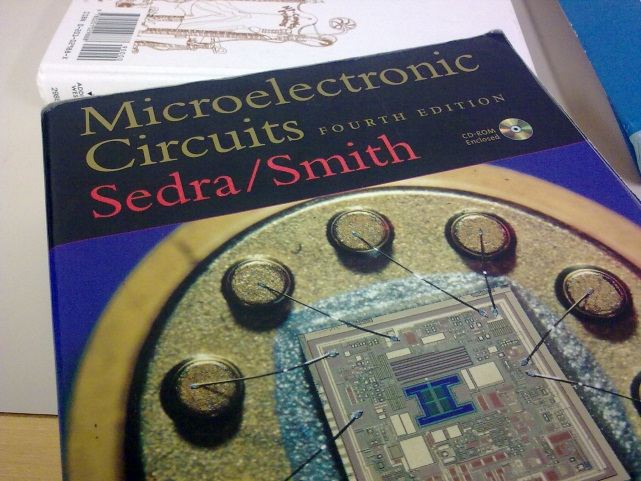 Microelectronic
Circuits FOURTH EDITION
CD-ROM
Enclosed
Sedra/Smith